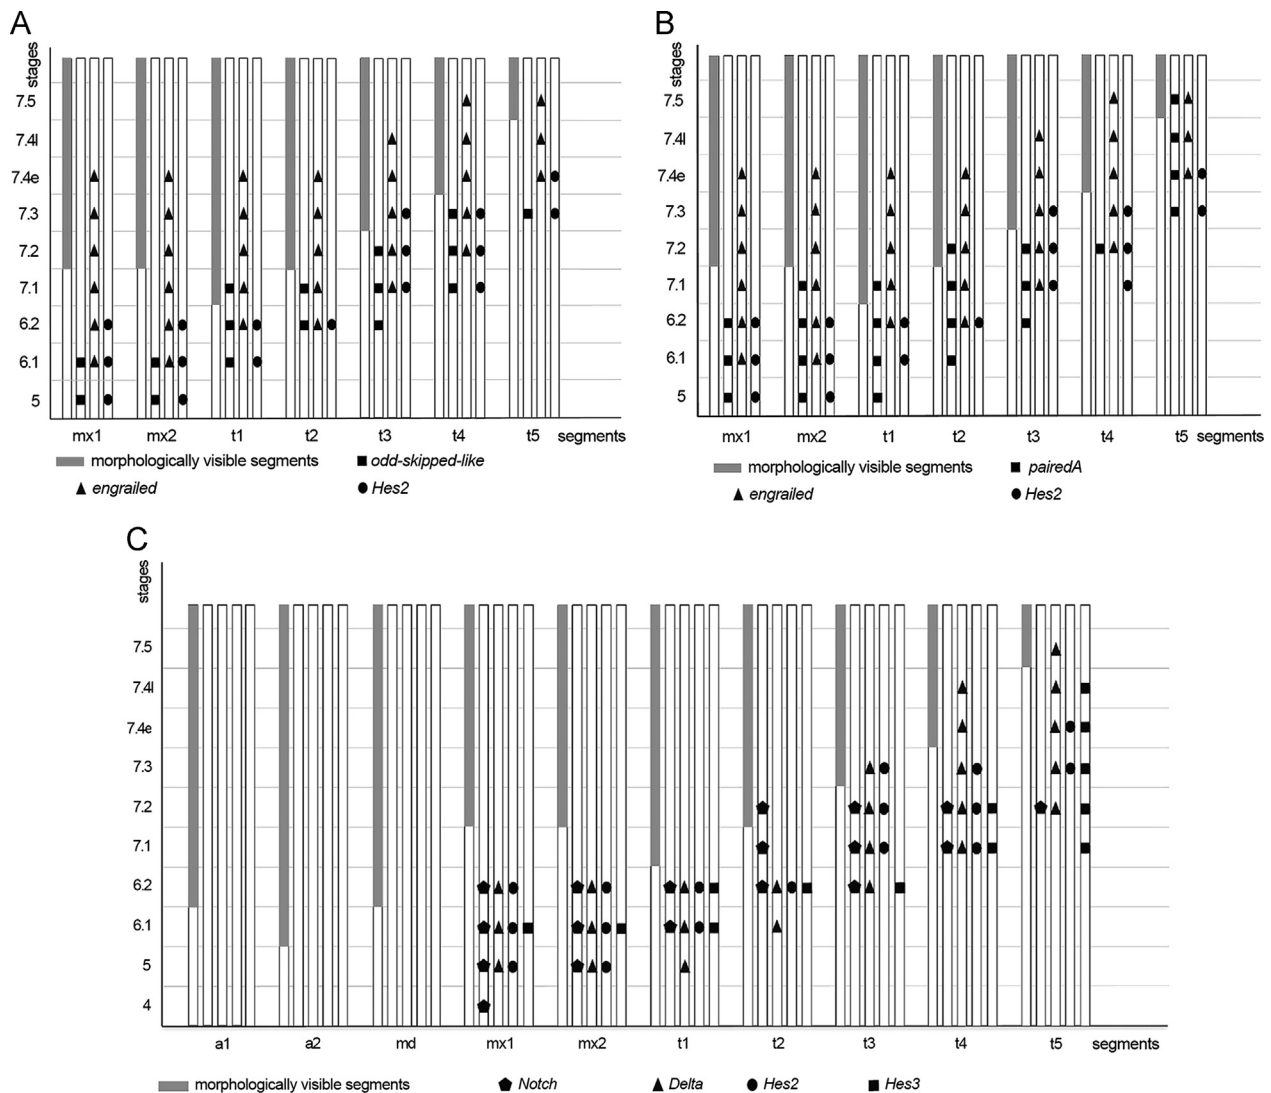 A
stages
7.5
7.4l
7.4e
7.3
7.2
7.1
6.2
6.1
5
mx1 mx2 t1 t2 t3 t4 t5 segments
morphologically visible segments odd-skipped-like
engrailed Hes2
B
stages
7.5
7.4l
7.4e
7.3
7.2
7.1
6.2
6.1
5
mx1 mx2 t1 t2 t3 t4 t5 segments
morphologically visible segments pairedA
engrailed Hes2
C
stages
7.5
7.4l
7.4e
7.3
7.2
7.1
6.2
6.1
5
4
a1 a2 md mx1 mx2 t1 t2 t3 t4 t5 segments
morphologically visible segments Notch Delta Hes2 Hes3